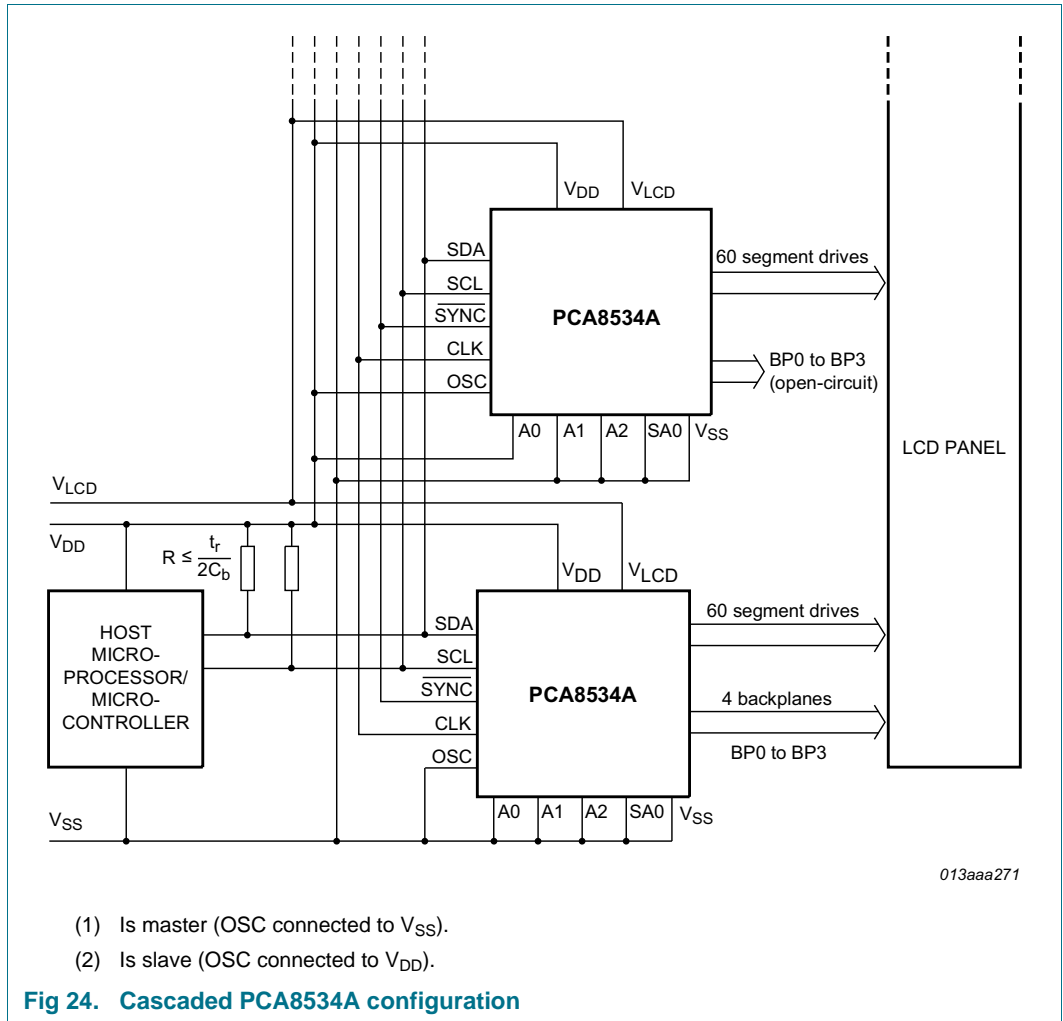 VDD
VLCD
SDA
SCL
SYNC
CLK
OSC
PCA8534A
60 segment drives
BP0 to BP3
(open-circuit)
A0
A1
A2
SA0
VSS
LCD PANEL
VLCD
VDD
R ≤ tr
2Cb
VDD
VLCD
HOST
MICRO-
PROCESSOR/
MICRO-
CONTROLLER
SDA
SCL
SYNC
CLK
OSC
PCA8534A
60 segment drives
4 backplanes
BP0 to BP3
A0
A1
A2
SA0
VSS
VSS
013aaa271
(1) Is master (OSC connected to VSS).
(2) Is slave (OSC connected to VDD).
Fig 24. Cascaded PCA8534A configuration